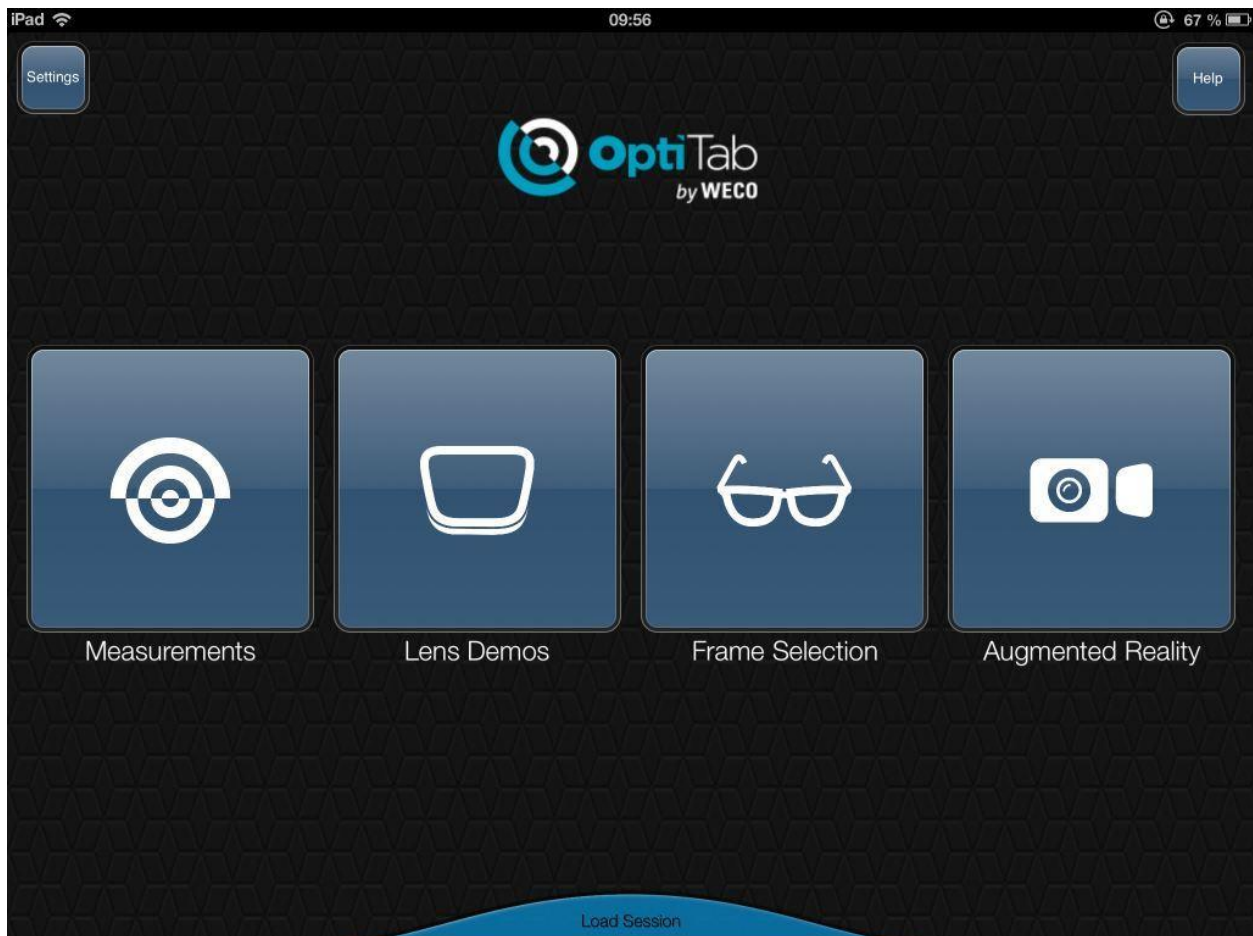 iPad 09:56 67 %
Settings
Help
OptiTab
by WECO
Measurements
Lens Demos
Frame Selection
Augmented Reality
Load Session